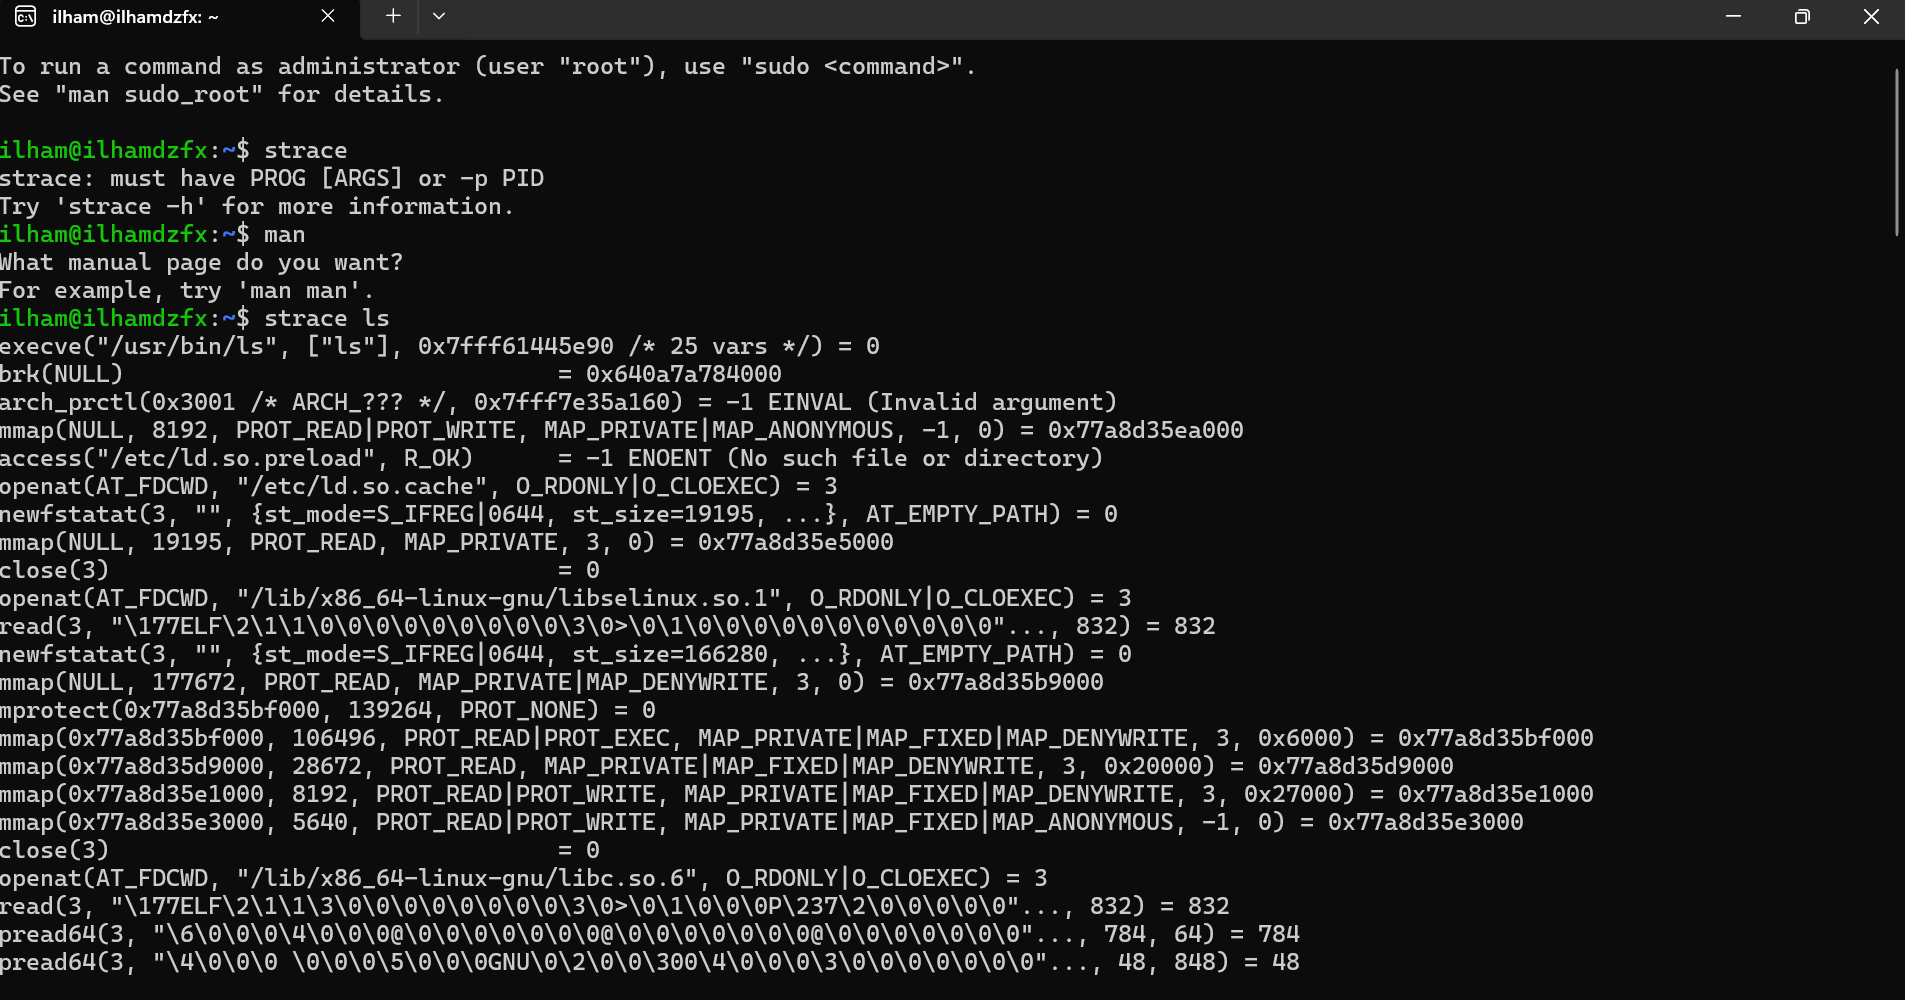 ilham@ilhamdzfx: ~
To run a command as administrator (user "root"), use "sudo <command>".
See "man sudo_root" for details.
ilham@ilhamdzfx:~$ strace
strace: must have PROG [ARGS] or -p PID
Try 'strace -h' for more information.
ilham@ilhamdzfx:~$ man
What manual page do you want?
For example, try 'man man'.
ilham@ilhamdzfx:~$ strace ls
execve("/usr/bin/ls", ["ls"], 0x7fff61445e90 /* 25 vars */) = 0
brk(NULL)                               = 0x640a7a784000
arch_prctl(0x3001 /* ARCH_??? */, 0x7fff7e35a160) = -1 EINVAL (Invalid argument)
mmap(NULL, 8192, PROT_READ|PROT_WRITE, MAP_PRIVATE|MAP_ANONYMOUS, -1, 0) = 0x77a8d35ea000
access("/etc/ld.so.preload", R_OK)      = -1 ENOENT (No such file or directory)
openat(AT_FDCWD, "/etc/ld.so.cache", O_RDONLY|O_CLOEXEC) = 3
newfstatat(3, "", {st_mode=S_IFREG|0644, st_size=19195, ...}, AT_EMPTY_PATH) = 0
mmap(NULL, 19195, PROT_READ, MAP_PRIVATE, 3, 0) = 0x77a8d35e5000
close(3)                                = 0
openat(AT_FDCWD, "/lib/x86_64-linux-gnu/libselinux.so.1", O_RDONLY|O_CLOEXEC) = 3
read(3, "\177ELF\2\1\1\0\0\0\0\0\0\0\0\0\3\0>\0\1\0\0\0\0\0\0\0\0\0\0\0"..., 832) = 832
newfstatat(3, "", {st_mode=S_IFREG|0644, st_size=166280, ...}, AT_EMPTY_PATH) = 0
mmap(NULL, 177672, PROT_READ, MAP_PRIVATE|MAP_DENYWRITE, 3, 0) = 0x77a8d35b9000
mprotect(0x77a8d35bf000, 139264, PROT_NONE) = 0
mmap(0x77a8d35bf000, 106496, PROT_READ|PROT_EXEC, MAP_PRIVATE|MAP_FIXED|MAP_DENYWRITE, 3, 0x6000) = 0x77a8d35bf000
mmap(0x77a8d35d9000, 28672, PROT_READ, MAP_PRIVATE|MAP_FIXED|MAP_DENYWRITE, 3, 0x20000) = 0x77a8d35d9000
mmap(0x77a8d35e1000, 8192, PROT_READ|PROT_WRITE, MAP_PRIVATE|MAP_FIXED|MAP_DENYWRITE, 3, 0x27000) = 0x77a8d35e1000
mmap(0x77a8d35e3000, 5640, PROT_READ|PROT_WRITE, MAP_PRIVATE|MAP_FIXED|MAP_ANONYMOUS, -1, 0) = 0x77a8d35e3000
close(3)                                = 0
openat(AT_FDCWD, "/lib/x86_64-linux-gnu/libc.so.6", O_RDONLY|O_CLOEXEC) = 3
read(3, "\177ELF\2\1\1\3\0\0\0\0\0\0\0\0\3\0>\0\1\0\0\0P\237\2\0\0\0\0\0"..., 832) = 832
pread64(3, "\6\0\0\0\4\0\0\0@\0\0\0\0\0\0\0@\0\0\0\0\0\0\0@\0\0\0\0\0\0\0"..., 784, 64) = 784
pread64(3, "\4\0\0\0 \0\0\0\5\0\0\0GNU\0\2\0\0\300\4\0\0\0\3\0\0\0\0\0\0\0"..., 48, 848) = 48